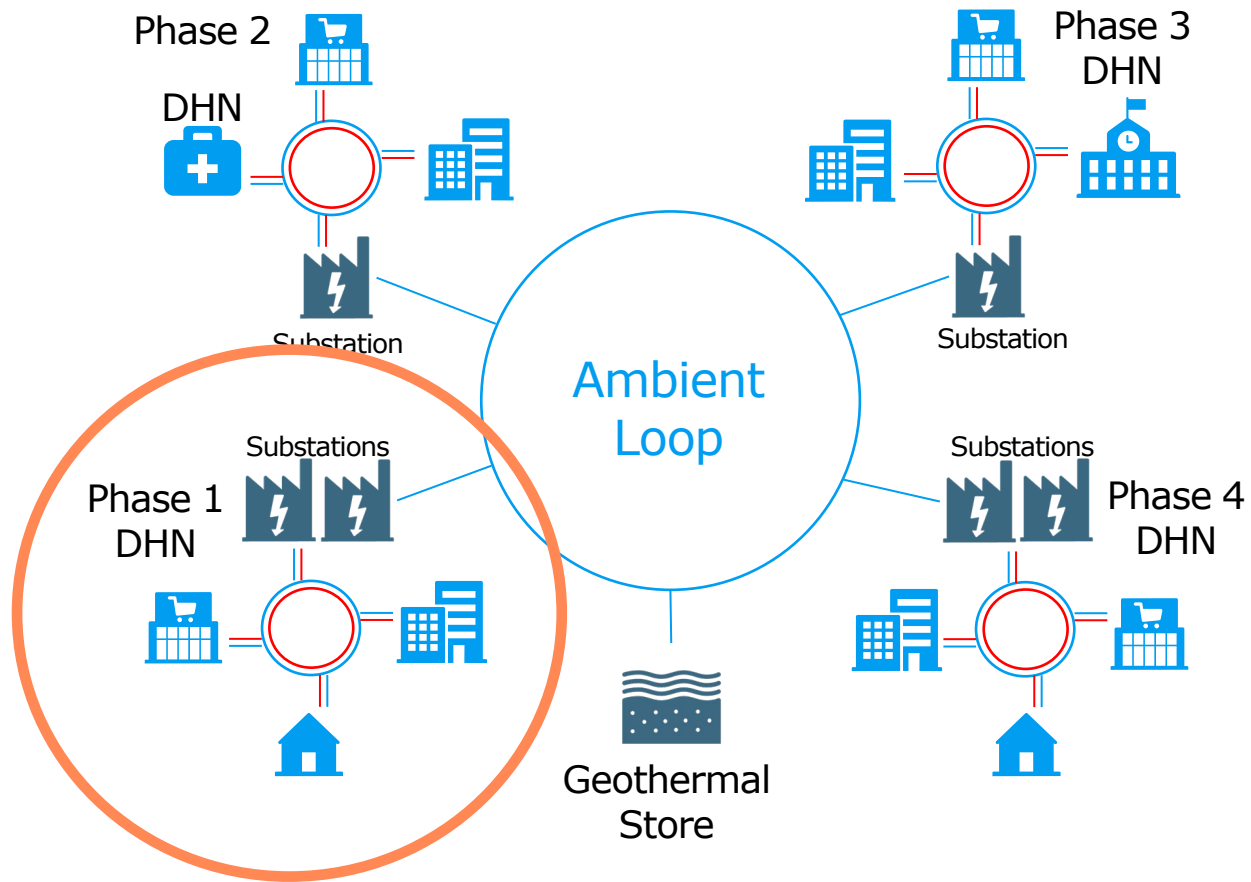 Phase 2
DHN
Substation
Phase 3
DHN
Substation
Ambient
Loop
Substations
Phase 1
DHN
Substations
Phase 4
DHN
Geothermal
Store